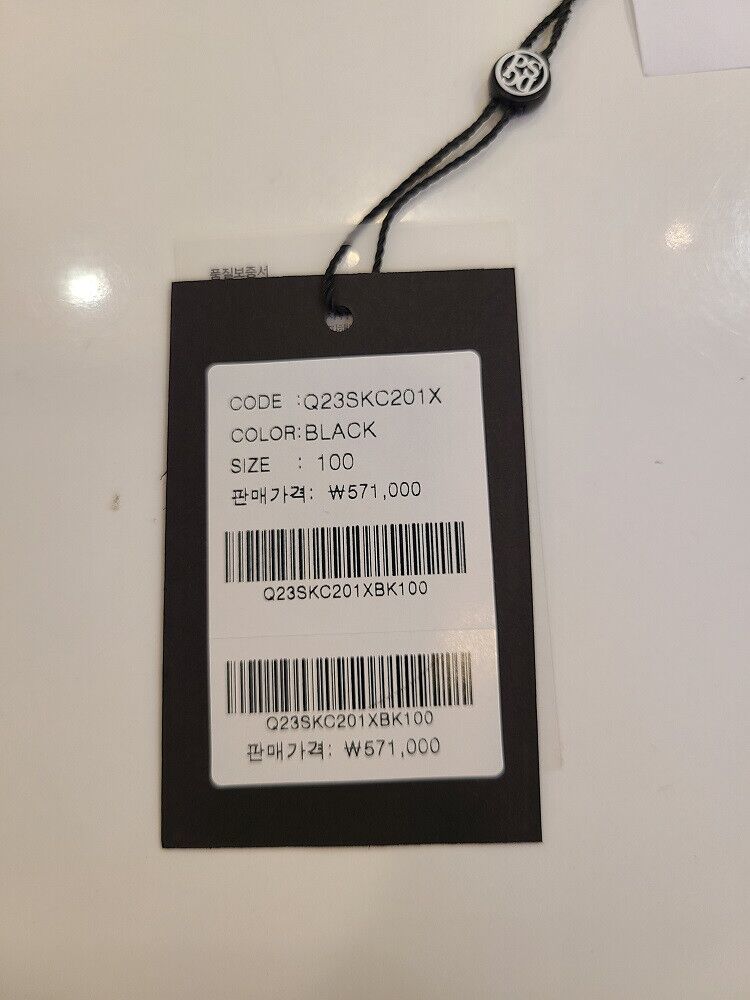 품질보증서
CODE :Q23SKC201X
COLOR:BLACK
SIZE : 100
판매가격: ₩571,000
Q23SKC201XBK100
Q23SKC201XBK100
판매가격: ₩571,000